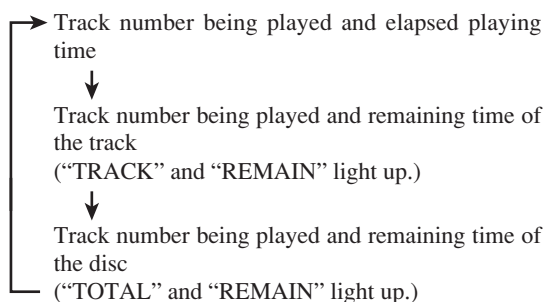 Track number being played and elapsed playing
time
Track number being played and remaining time of
the track
(“TRACK” and “REMAIN” light up.)
Track number being played and remaining time of
the disc
(“TOTAL” and “REMAIN” light up.)